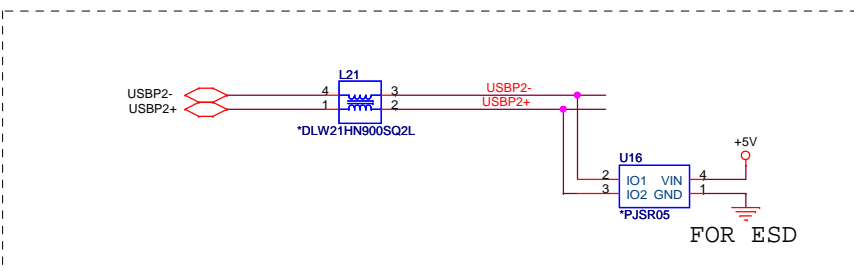 L21
USBP2- 4 3 USBP2-
USBP2+ 1 2 USBP2+
*DLW21HN900SQ2L
+5V
U16
2 IO1 VIN 4
3 IO2 GND 1
*PJSR05
FOR ESD